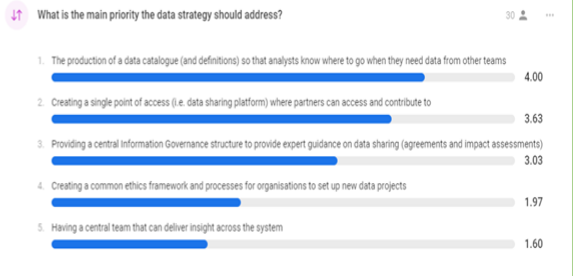 What is the main priority the data strategy should address?
30
1. The production of a data catalogue (and definitions) so that analysts know where to go when they need data from other teams
4.00
2. Creating a single point of access (i.e. data sharing platform) where partners can access and contribute to
3.63
3. Providing a central Information Governance structure to provide expert guidance on data sharing (agreements and impact assessments)
3.03
4. Creating a common ethics framework and processes for organisations to set up new data projects
1.97
5. Having a central team that can deliver insight across the system
1.60